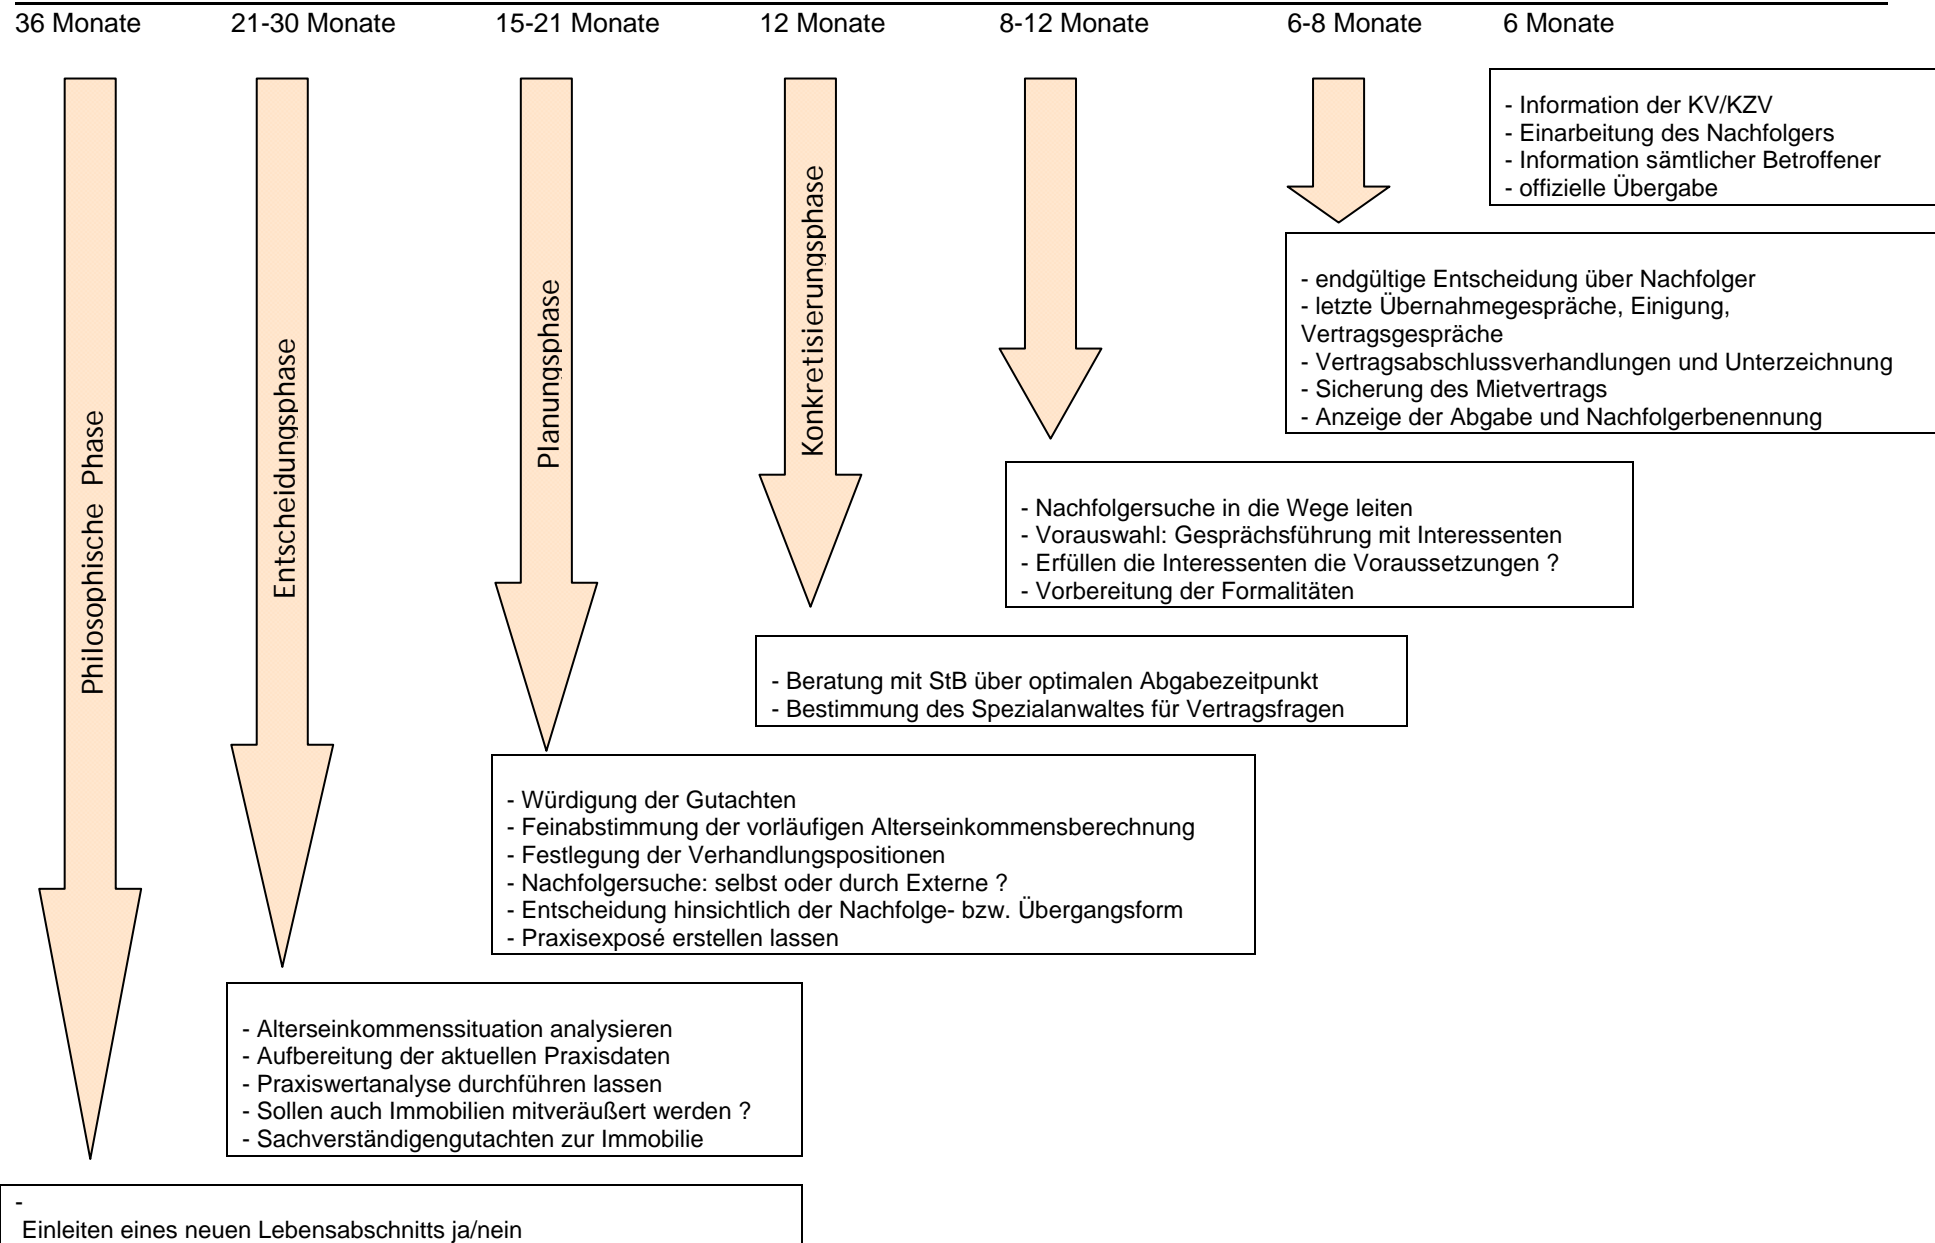 36 Monate 21-30 Monate 15-21 Monate 12 Monate 8-12 Monate 6-8 Monate 6 Monate
Philosophische Phase
Entscheidungsphase
Planungsphase
Konkretisierungsphase
- Information der KV/KZV
- Einarbeitung des Nachfolgers
- Information sämtlicher Betroffener
- offizielle Übergabe
- endgültige Entscheidung über Nachfolger
- letzte Übernahmegespräche, Einigung,
Vertragsgespräche
- Vertragsabschlussverhandlungen und Unterzeichnung
- Sicherung des Mietvertrags
- Anzeige der Abgabe und Nachfolgerbenennung
- Nachfolgersuche in die Wege leiten
- Vorauswahl: Gesprächsführung mit Interessenten
- Erfüllen die Interessenten die Voraussetzungen ?
- Vorbereitung der Formalitäten
- Beratung mit StB über optimalen Abgabezeitpunkt
- Bestimmung des Spezialanwaltes für Vertragsfragen
- Würdigung der Gutachten
- Feinabstimmung der vorläufigen Alterseinkommensberechnung
- Festlegung der Verhandlungspositionen
- Nachfolgersuche: selbst oder durch Externe ?
- Entscheidung hinsichtlich der Nachfolge- bzw. Übergangsform
- Praxisexposé erstellen lassen
- Alterseinkommenssituation analysieren
- Aufbereitung der aktuellen Praxisdaten
- Praxiswertanalyse durchführen lassen
- Sollen auch Immobilien mitveräußert werden ?
- Sachverständigengutachten zur Immobilie
-
Einleiten eines neuen Lebensabschnitts ja/nein